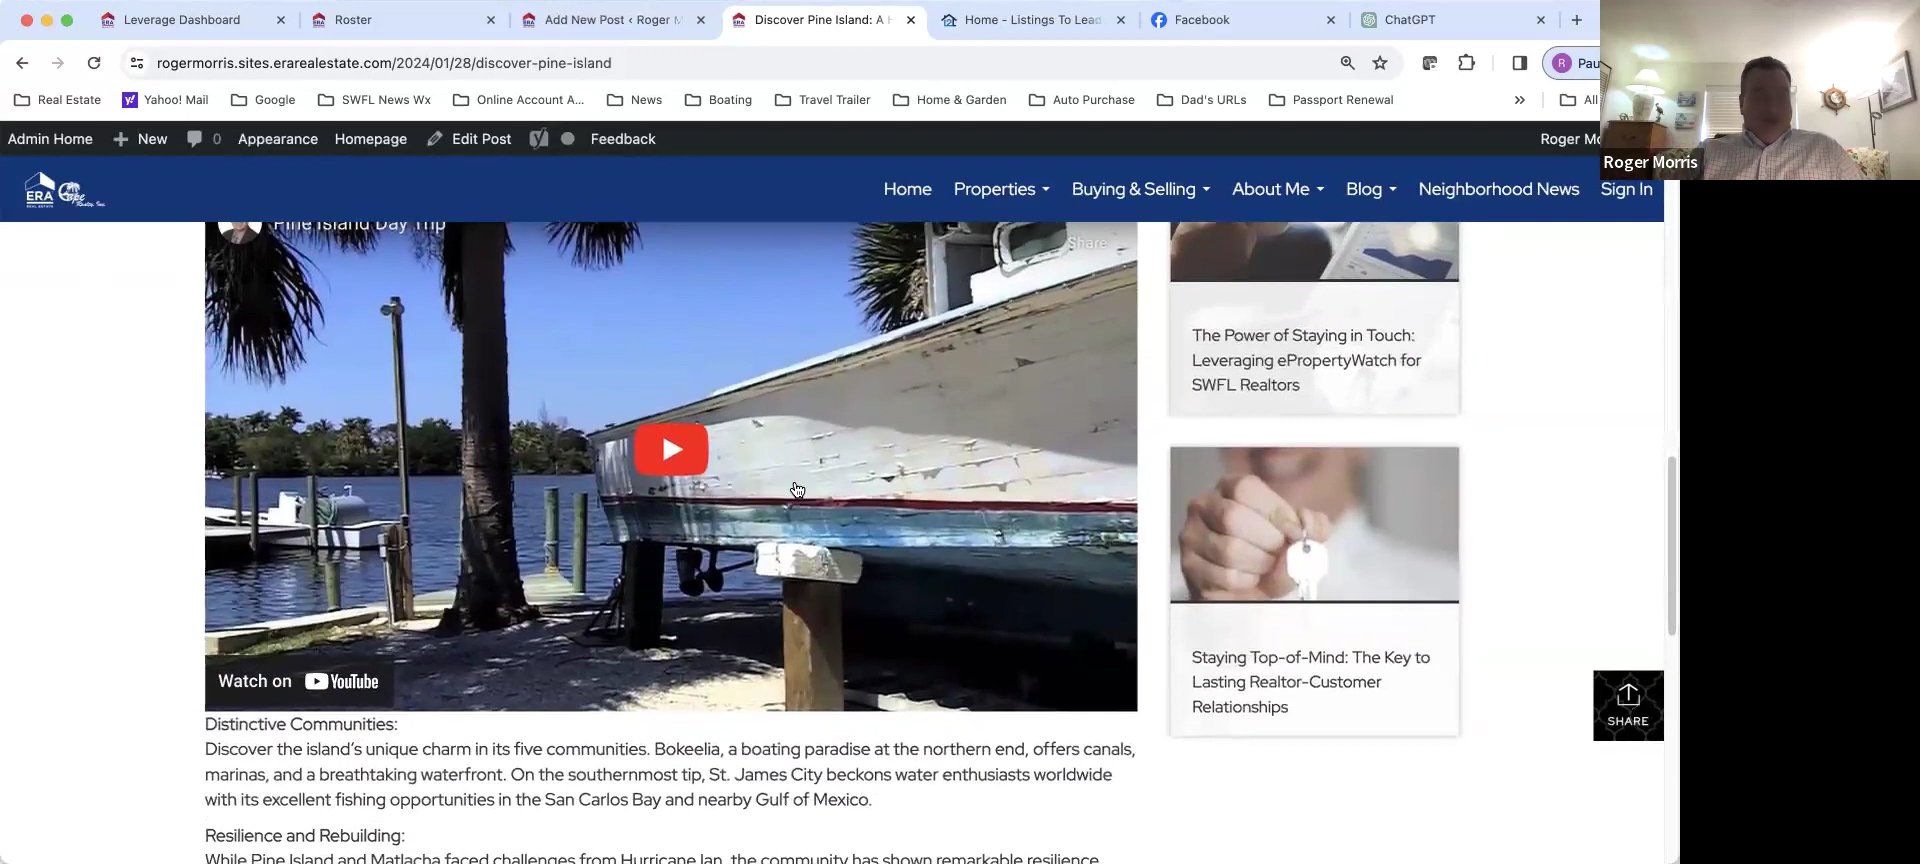 Leverage Dashboard
Roster
Add New Post ‹ Roger M
Discover Pine Island: A H
Home - Listings To Lead
Facebook
ChatGPT
rogermorris.sites.erarealestate.com/2024/01/28/discover-pine-island
R Pau
Real Estate
Yahoo! Mail
Google
SWFL News Wx
Online Account A...
News
Boating
Travel Trailer
Home & Garden
Auto Purchase
Dad's URLs
Passport Renewal
»
All
Admin Home
New
0
Appearance
Homepage
Edit Post
Feedback
Roger Mo
Roger Morris
ERA
Home
Properties
Buying & Selling
About Me
Blog
Neighborhood News
Sign In
Pine Island Day Trip
Share
The Power of Staying in Touch:
Leveraging ePropertyWatch for
SWFL Realtors
Staying Top-of-Mind: The Key to
Lasting Realtor-Customer
Relationships
SHARE
Watch on YouTube
Distinctive Communities:
Discover the island's unique charm in its five communities. Bokeelia, a boating paradise at the northern end, offers canals,
marinas, and a breathtaking waterfront. On the southernmost tip, St. James City beckons water enthusiasts worldwide
with its excellent fishing opportunities in the San Carlos Bay and nearby Gulf of Mexico.
Resilience and Rebuilding:
While Pine Island and Matlacha faced challenges from Hurricane Ian, the community has shown remarkable resilience